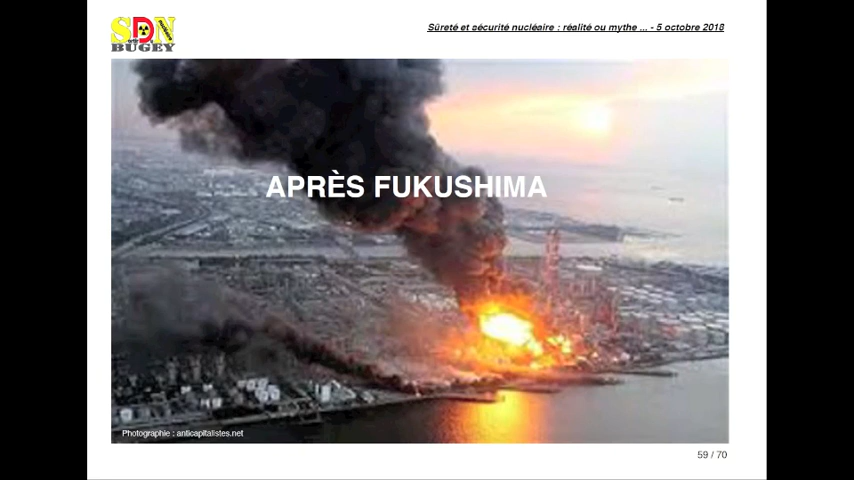 SDN
BUGEY
Sûreté et sécurité nucléaire : réalité ou mythe ... - 5 octobre 2018
APRÈS FUKUSHIMA
Photographie : anticapitalistes.net
59 / 70